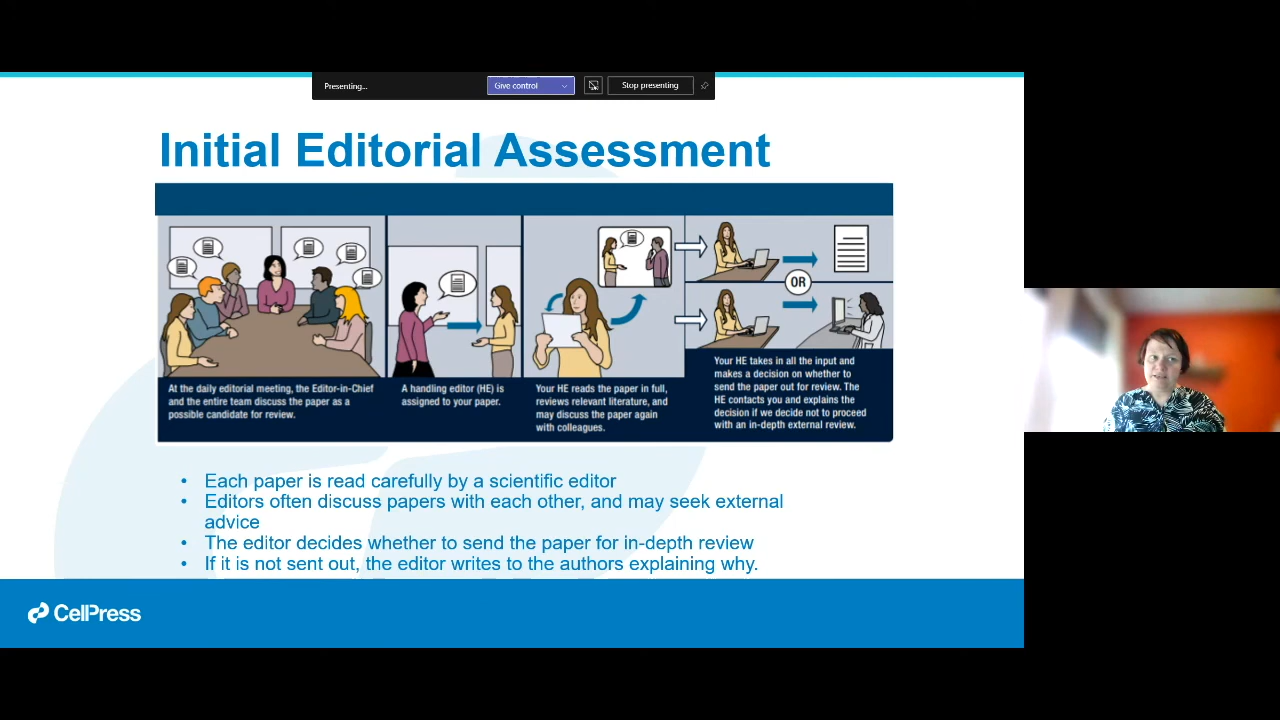 Presenting...
Give control
Stop presenting
Initial Editorial Assessment
At the daily editorial meeting, the Editor-in-Chief
and the entire team discuss the paper as a
possible candidate for review.
A handling editor (HE) is
assigned to your paper.
Your HE reads the paper in full,
reviews relevant literature, and
may discuss the paper again
with colleagues.
OR
Your HE takes in all the input and
makes a decision on whether to
send the paper out for review. The
HE contacts you and explains the
decision if we decide not to proceed
with an in-depth external review.
• Each paper is read carefully by a scientific editor
• Editors often discuss papers with each other, and may seek external
advice
• The editor decides whether to send the paper for in-depth review
• If it is not sent out, the editor writes to the authors explaining why.
CellPress